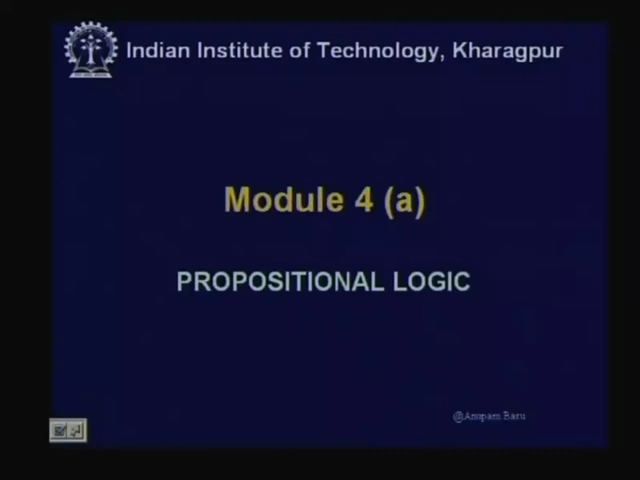 Indian Institute of Technology, Kharagpur
Module 4 (a)
PROPOSITIONAL LOGIC
@Anupam Basu